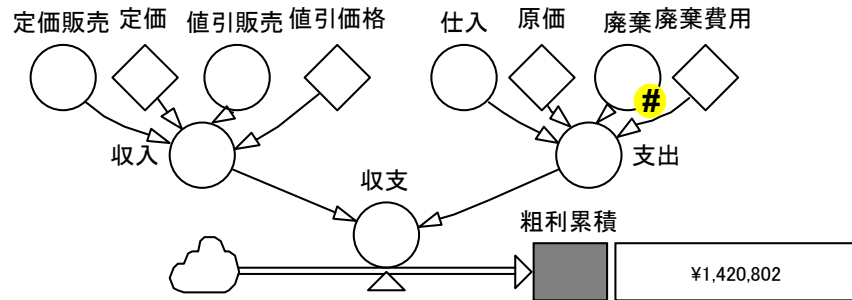 定価販売 定価 値引販売 値引価格 仕入 原価 廃棄 廃棄費用
#
収入 支出
収支
粗利累積
¥1,420,802